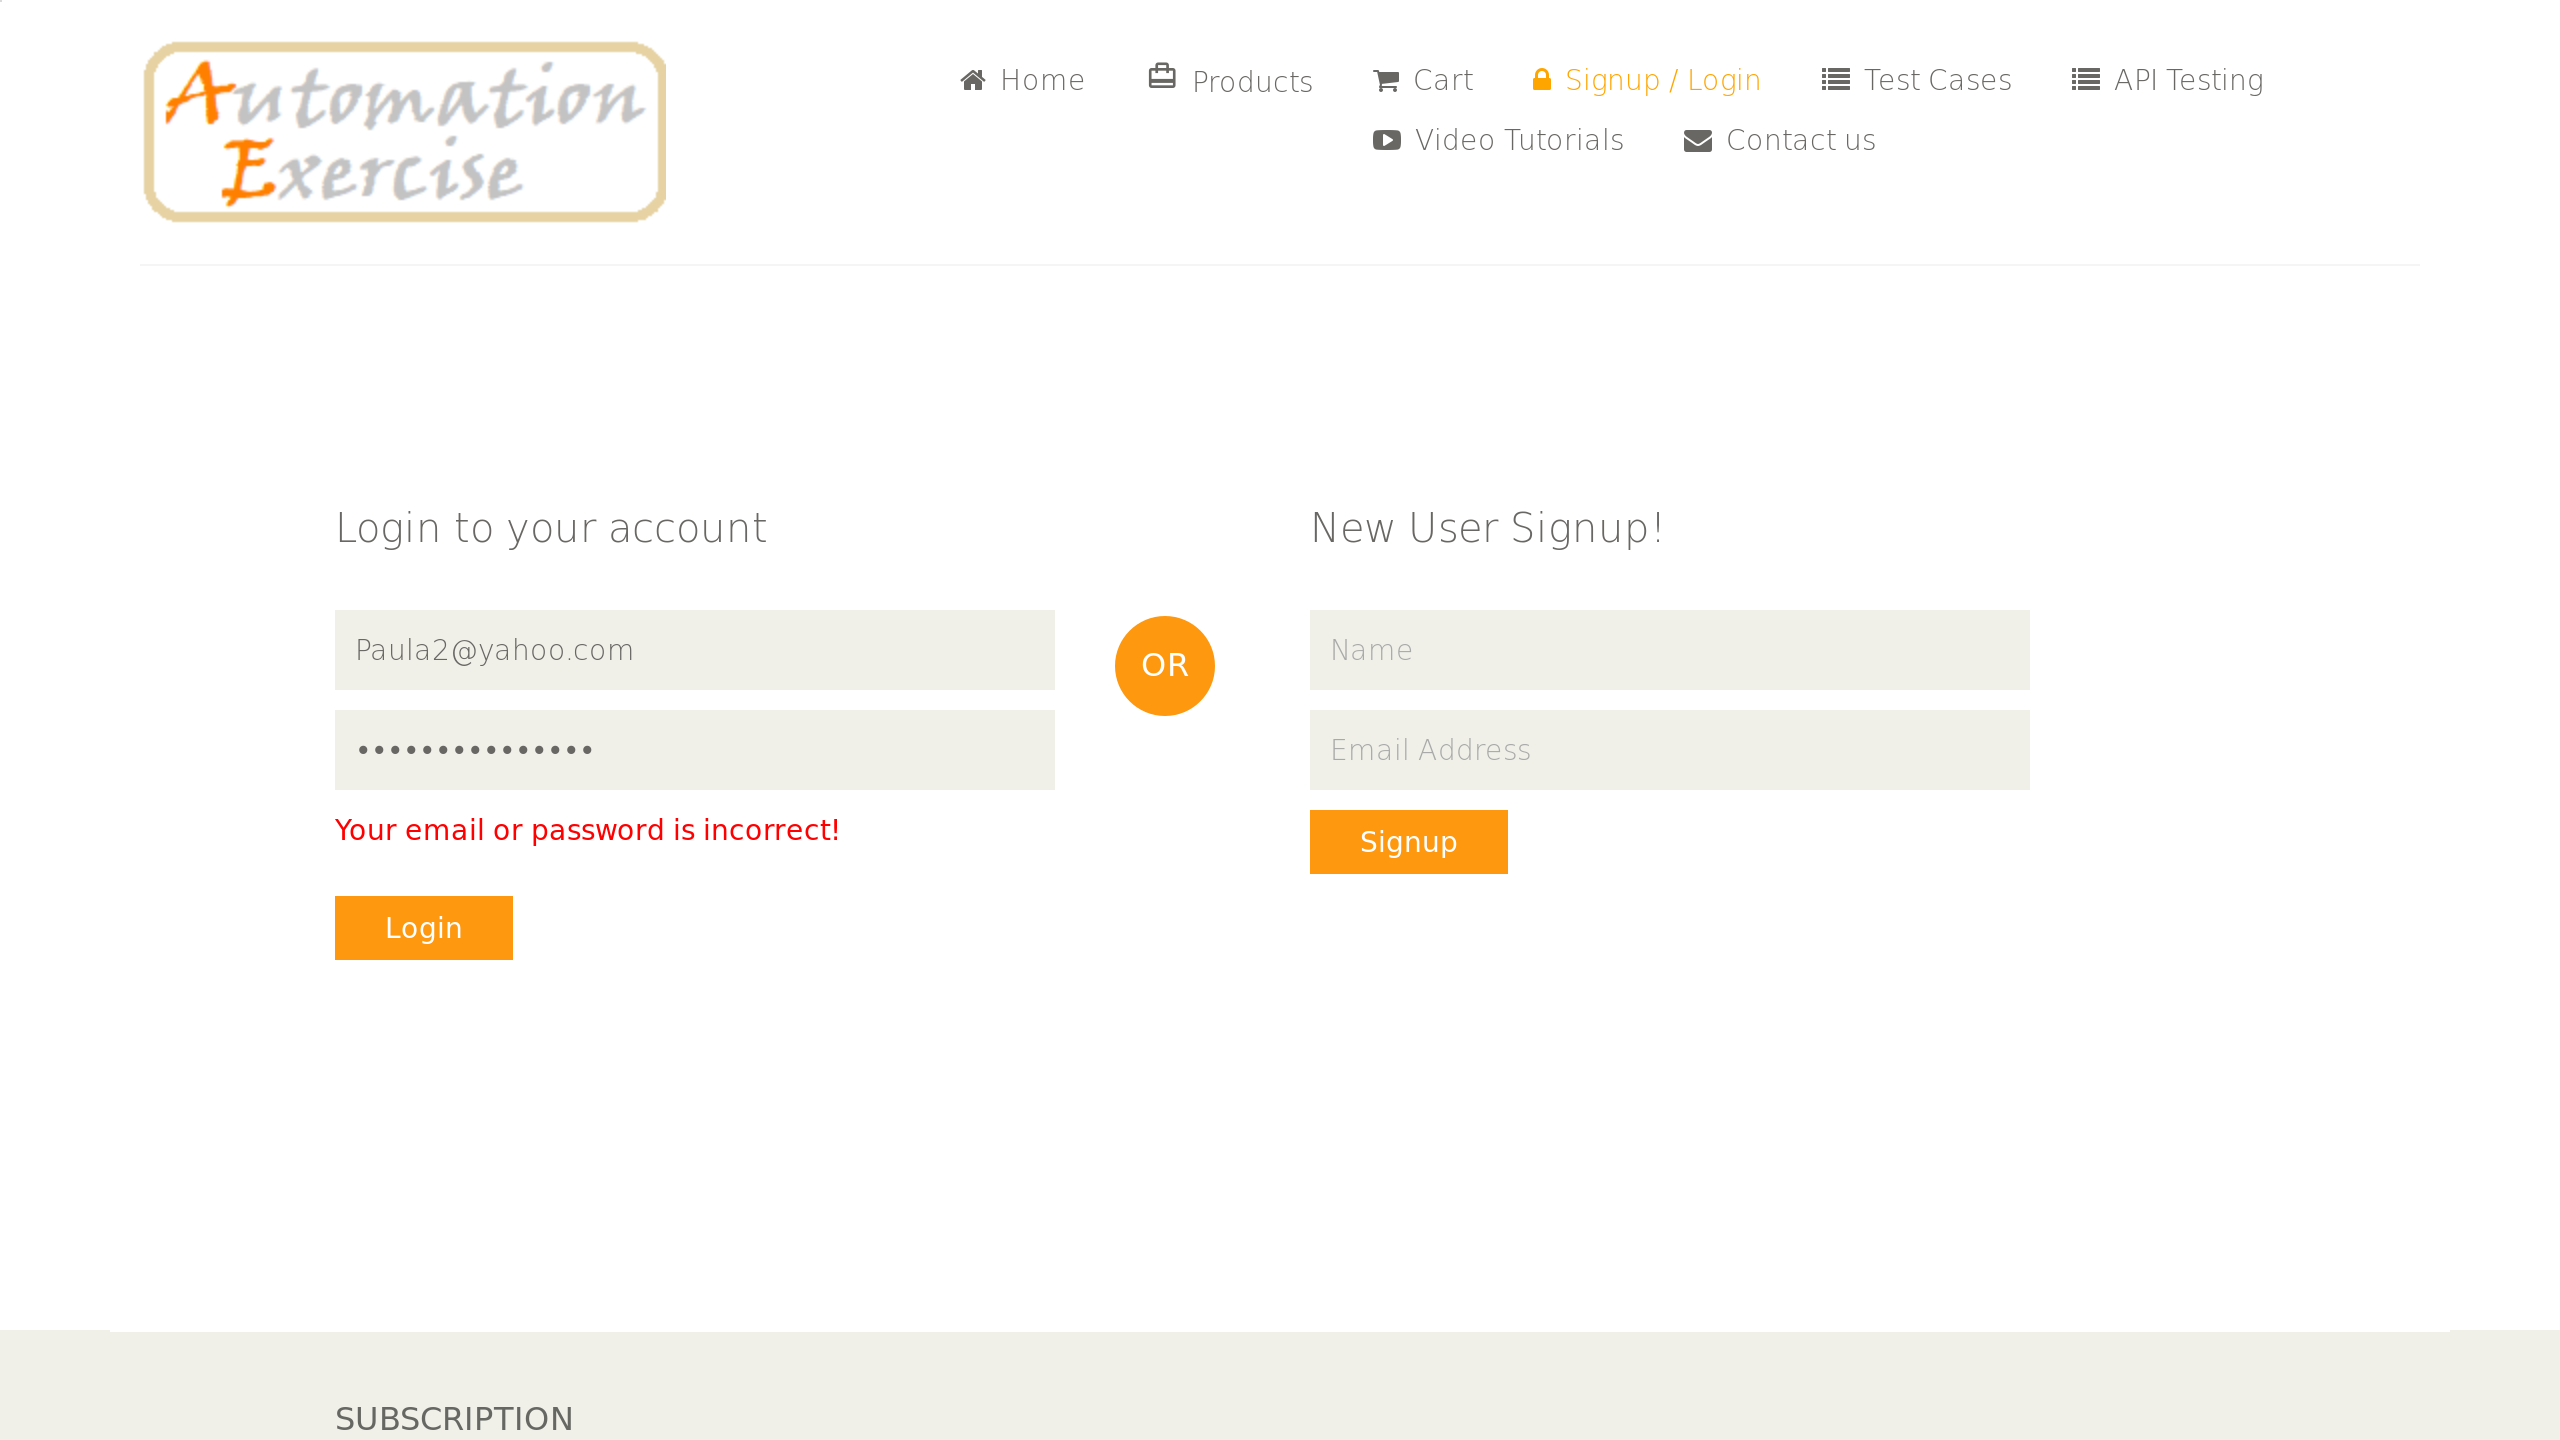 Automation
Exercise
Home
Products
Cart
Signup / Login
Test Cases
API Testing
Video Tutorials
Contact us
Login to your account
Paula2@yahoo.com
•••••••••••••••
Your email or password is incorrect!
Login
OR
New User Signup!
Name
Email Address
Signup
SUBSCRIPTION